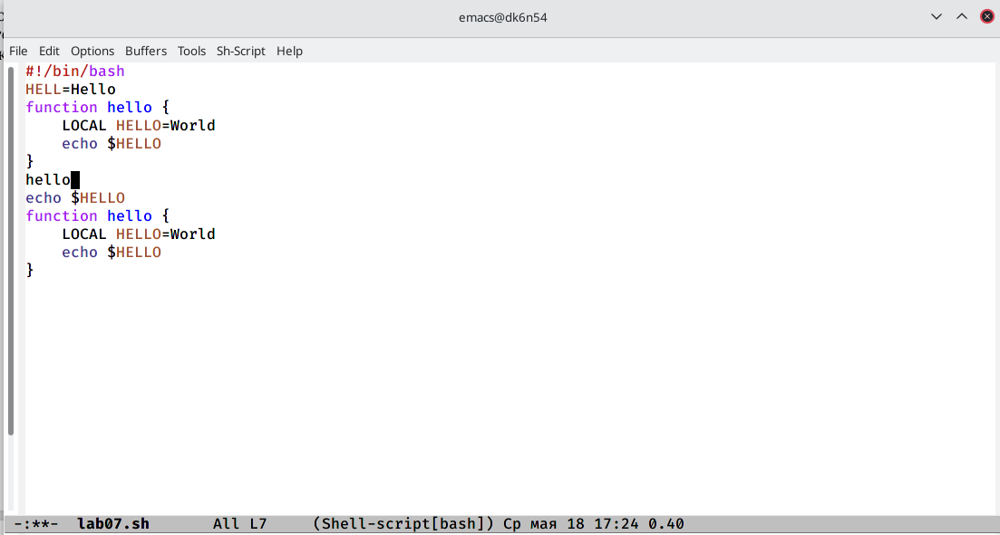 emacs@dk6n54
File Edit Options Buffers Tools Sh-Script Help
#!/bin/bash
HELL=Hello
function hello {
    LOCAL HELLO=World
    echo $HELLO
}
hello
echo $HELLO
function hello {
    LOCAL HELLO=World
    echo $HELLO
}
-:**-  lab07.sh       All L7     (Shell-script[bash]) Ср мая 18 17:24 0.40